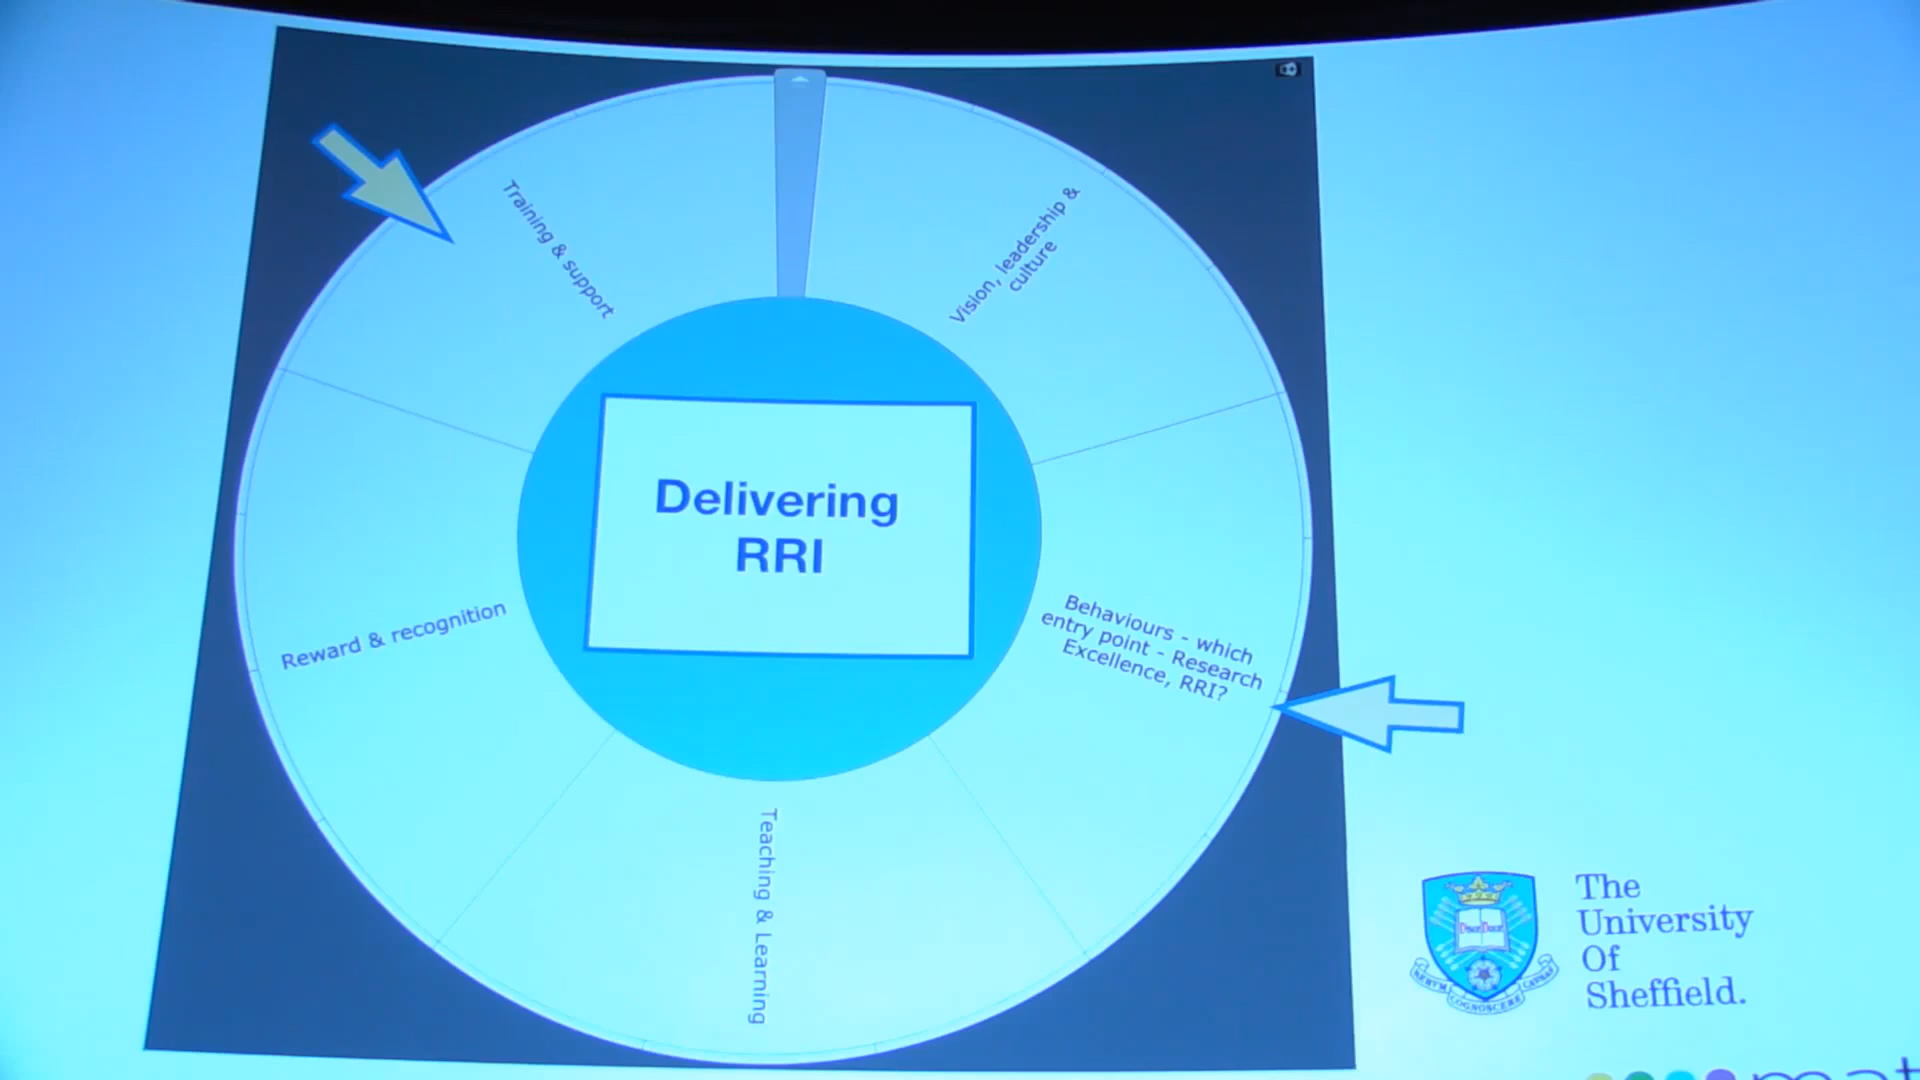 Training & support
Vision, leadership &
culture
Delivering
RRI
Behaviours - which
entry point - Research
Excellence, RRI?
Reward & recognition
Teaching & Learning
The
University
Of
Sheffield.